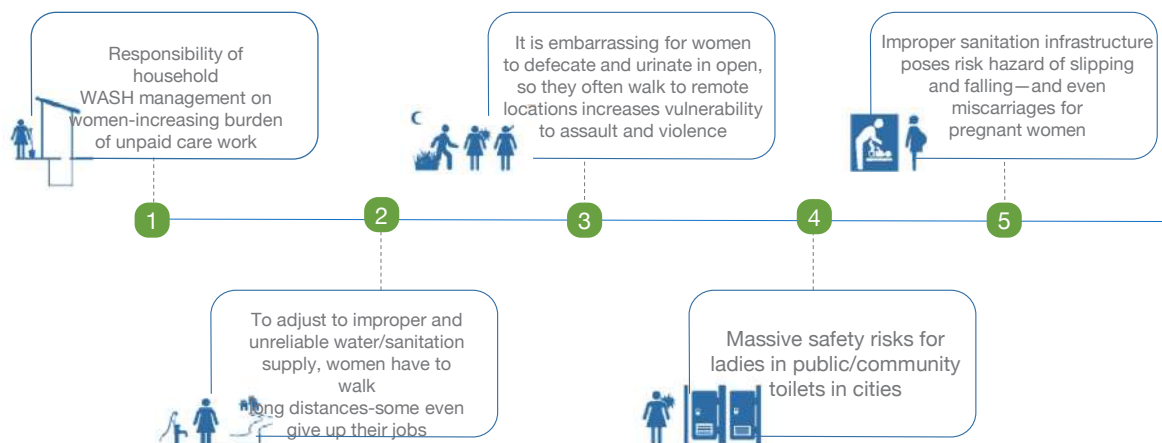 Responsibility of
household
WASH management on
women-increasing burden
of unpaid care work
1
To adjust to improper and
unreliable water/sanitation
supply, women have to
walk
long distances-some even
give up their jobs
2
It is embarrassing for women
to defecate and urinate in open,
so they often walk to remote
locations increases vulnerability
to assault and violence
3
Massive safety risks for
ladies in public/community
toilets in cities
4
Improper sanitation infrastructure
poses risk hazard of slipping
and falling—and even
miscarriages for
pregnant women
5